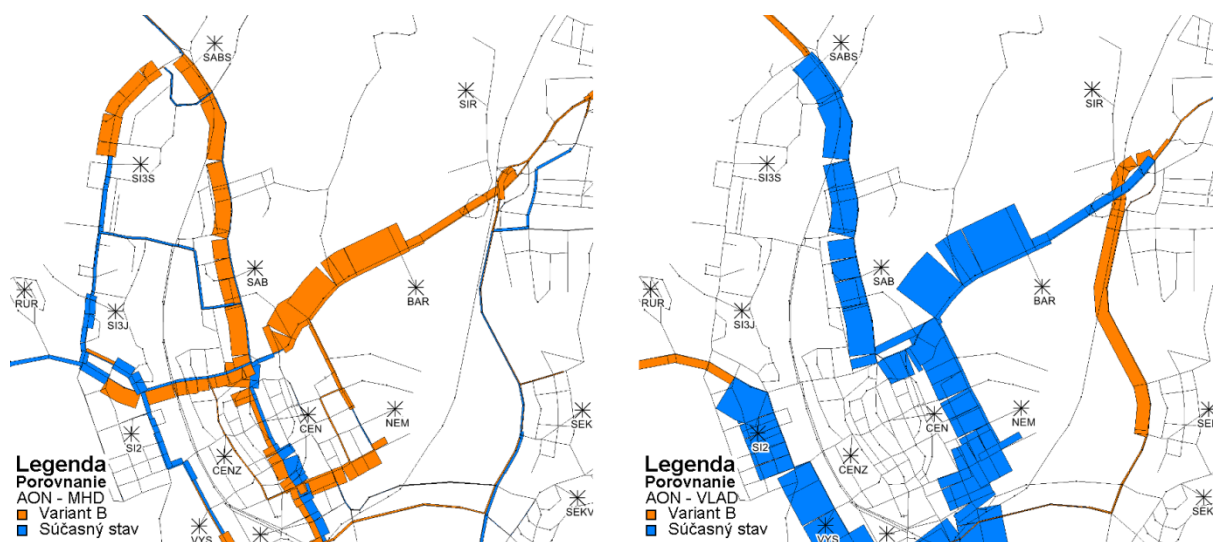 SABS
SIR
SI3S
SAB
RUR
SI3J
BAR
CEN
NEM
SI2
CENZ
SEK
SEKV
VYS
Legenda
Porovnanie
AON - MHD
Variant B
Súčasný stav
SABS
SIR
SI3S
SAB
RUR
SI3J
BAR
CEN
NEM
SI2
CENZ
SEK
SEKV
VYS
Legenda
Porovnanie
AON - VLAD
Variant B
Súčasný stav